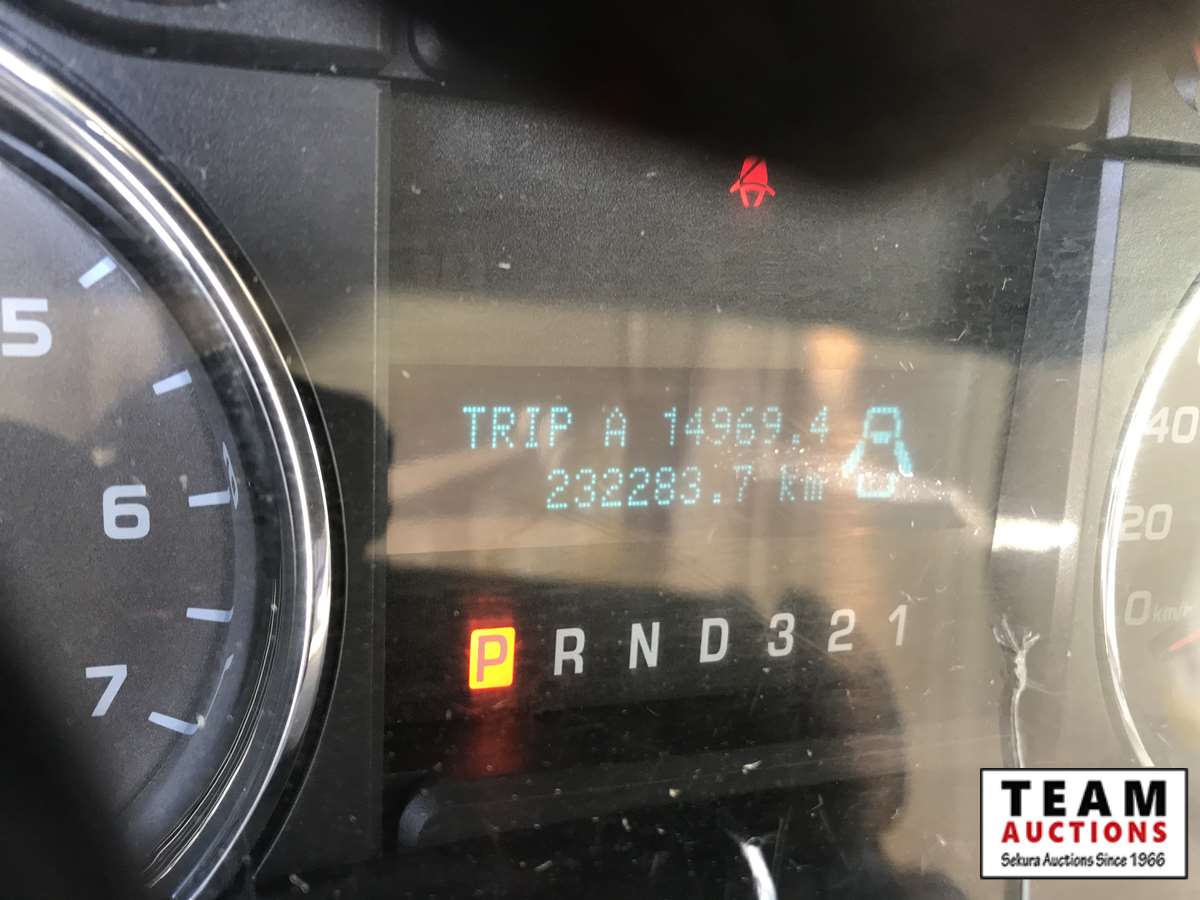 5
6
7
8
TRIP A 14969.4
232283.7 km
P R N D 3 2 1
40
20
0 km/h
TEAM
AUCTIONS
Sekura Auctions Since 1966